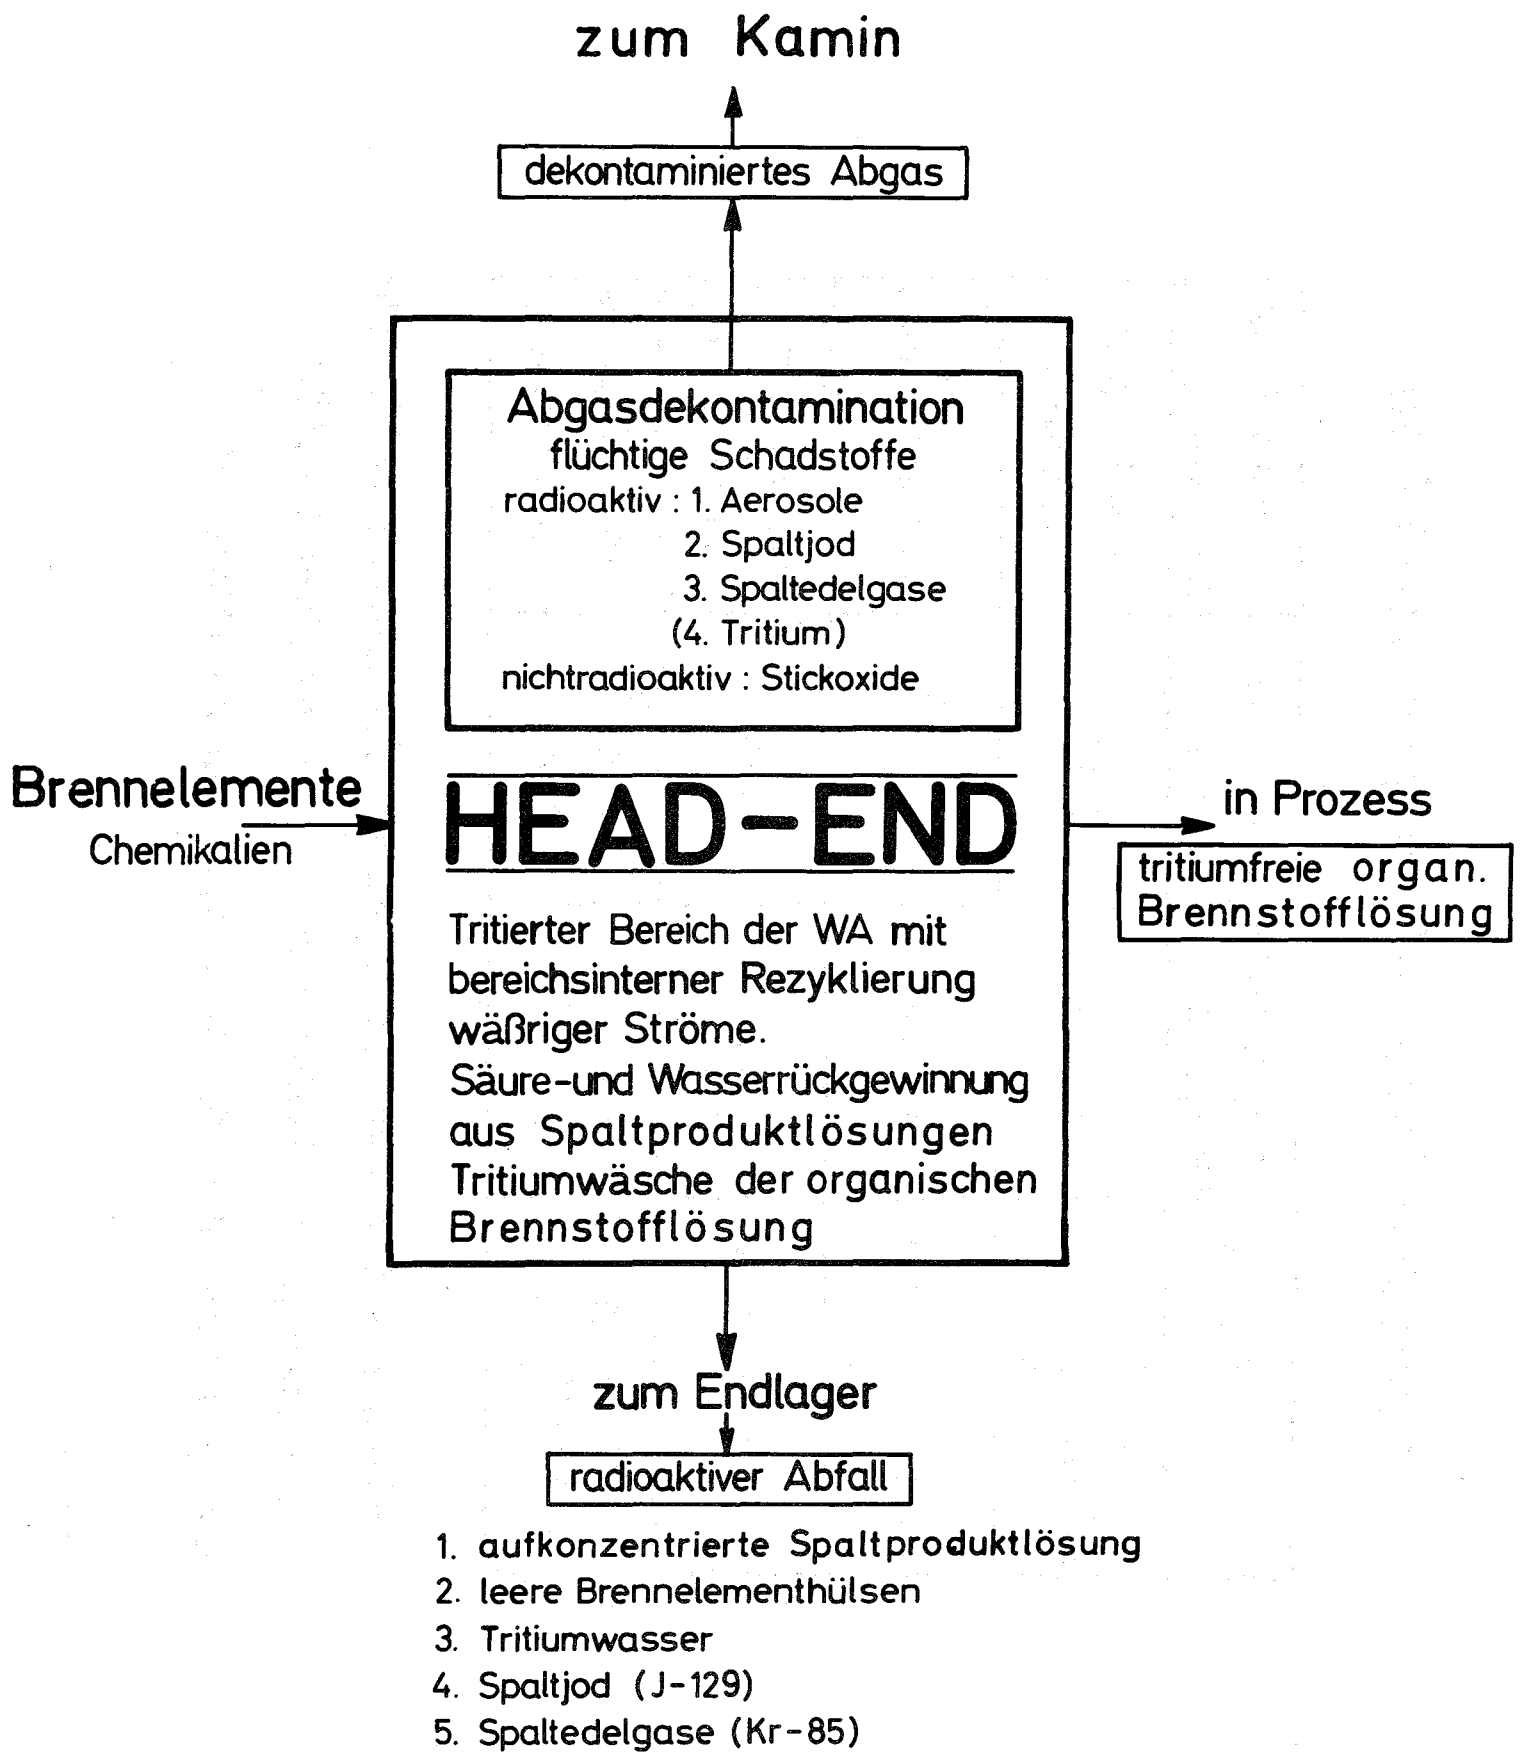 zum Kamin
dekontaminiertes Abgas
Abgasdekontamination
flüchtige Schadstoffe
radioaktiv : 1. Aerosole
2. Spaltjod
3. Spaltedelgase
(4. Tritium)
nichtradioaktiv : Stickoxide
Brennelemente
Chemikalien
HEAD-END
in Prozess
tritiumfreie organ.
Brennstofflösung
Tritierter Bereich der WA mit
bereichsinterner Rezyklierung
wäßriger Ströme.
Säure-und Wasserrückgewinnung
aus Spaltproduktlösungen
Tritiumwäsche der organischen
Brennstofflösung
zum Endlager
radioaktiver Abfall
1. aufkonzentrierte Spaltproduktlösung
2. leere Brennelementhülsen
3. Tritiumwasser
4. Spaltjod (J-129)
5. Spaltedelgase (Kr-85)